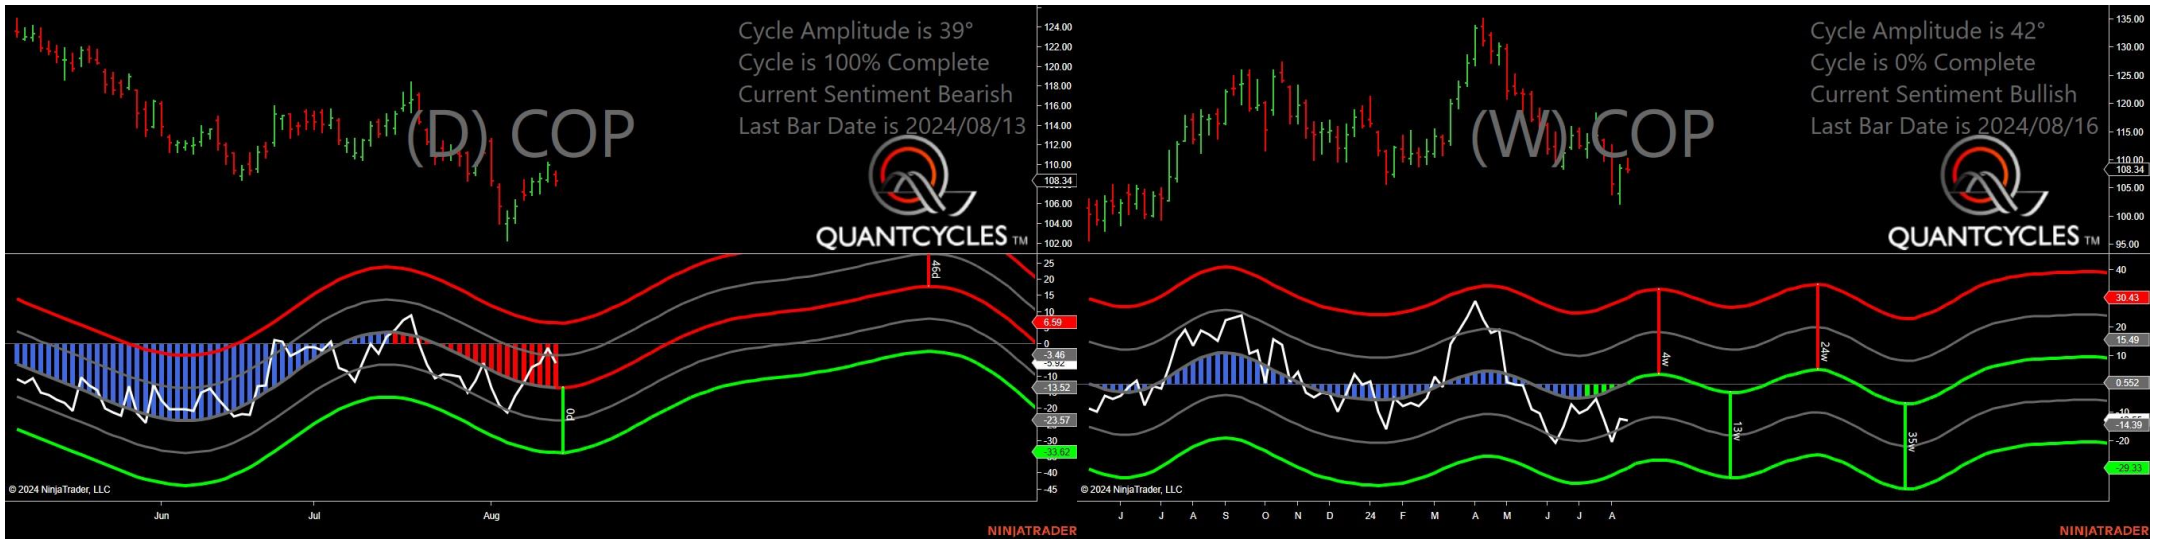 Cycle Amplitude is 39°
Cycle is 100% Complete
Current Sentiment Bearish
Last Bar Date is 2024/08/13
(D) COP
QUANTCYCLES TM
124.00
122.00
120.00
118.00
116.00
114.00
112.00
110.00
108.34
106.00
104.00
102.00
46d
0d
25
20
15
10
6.59
0
-3.46
-13.52
-23.57
-30
-33.62
-40
-45
© 2024 NinjaTrader, LLC
Jun
Jul
Aug
NINJATRADER
Cycle Amplitude is 42°
Cycle is 0% Complete
Current Sentiment Bullish
Last Bar Date is 2024/08/16
(W) COP
QUANTCYCLES TM
135.00
130.00
125.00
120.00
115.00
110.00
108.34
105.00
100.00
95.00
4w
24w
13w
35w
40
30.43
20
15.49
10
0.552
-10
-14.39
-20
-29.33
© 2024 NinjaTrader, LLC
J J A S O N D 24 F M A M J J A
NINJATRADER